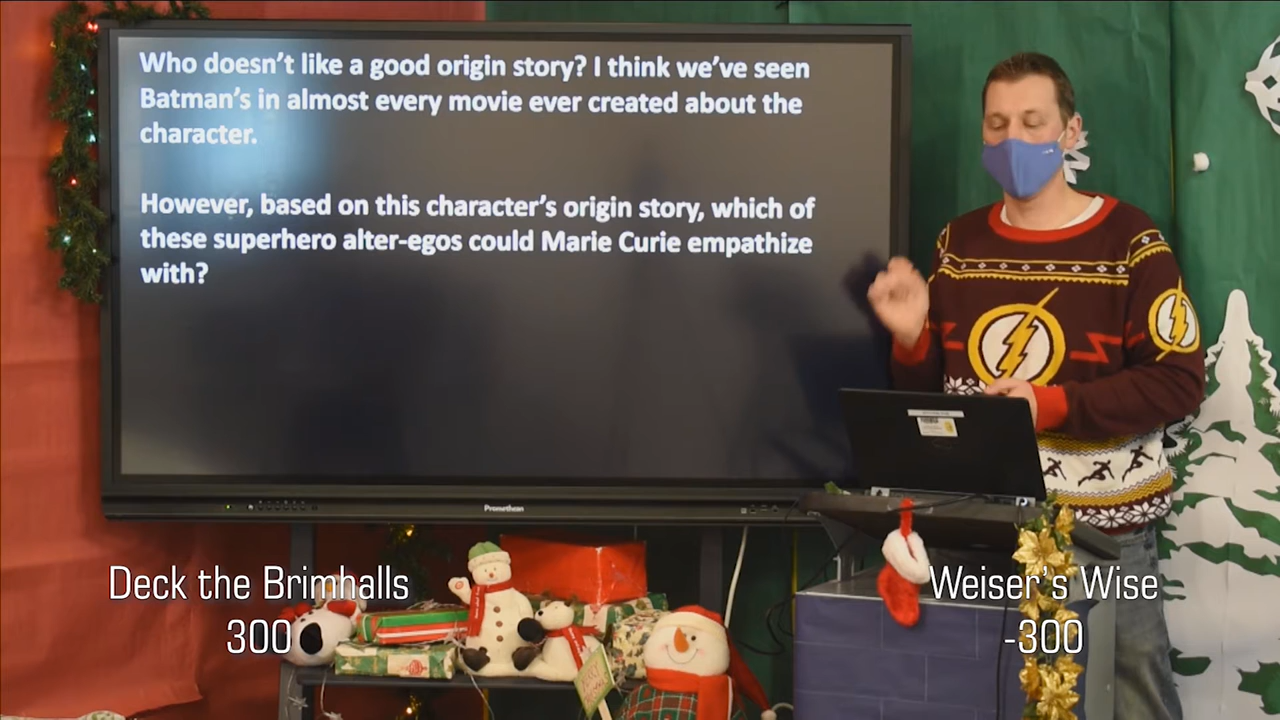 Who doesn't like a good origin story? I think we've seen
Batman's in almost every movie ever created about the
character.
However, based on this character's origin story, which of
these superhero alter-egos could Marie Curie empathize
with?
Promethean
Deck the Brimhalls
300
Weiser's Wise
-300